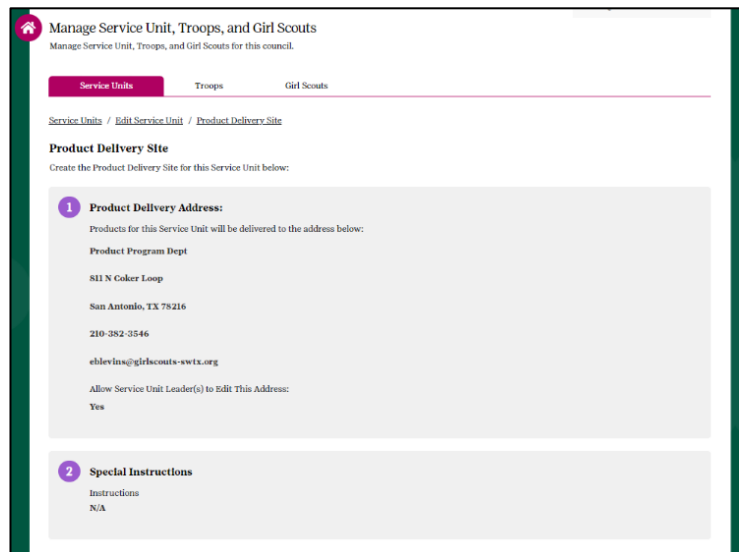 Manage Service Unit, Troops, and Girl Scouts
Manage Service Unit, Troops, and Girl Scouts for this council.
Service Units Troops Girl Scouts
Service Units / Edit Service Unit / Product Delivery Site
Product Delivery Site
Create the Product Delivery Site for this Service Unit below:
1 Product Delivery Address:
Products for this Service Unit will be delivered to the address below:
Product Program Dept
811 N Coker Loop
San Antonio, TX 78216
210-382-3546
eblevins@girlscouts-swtx.org
Allow Service Unit Leader(s) to Edit This Address:
Yes
2 Special Instructions
Instructions
N/A